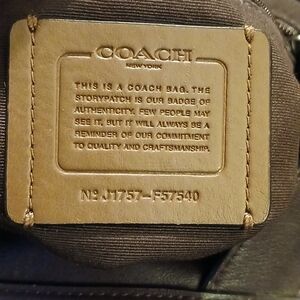 COACH
NEW YORK
THIS IS A COACH BAG. THE
STORYPATCH IS OUR BADGE OF
AUTHENTICITY. FEW PEOPLE MAY
SEE IT, BUT IT WILL ALWAYS BE A
REMINDER OF OUR COMMITMENT
TO QUALITY AND CRAFTSMANSHIP.
Nº J1757-F57540